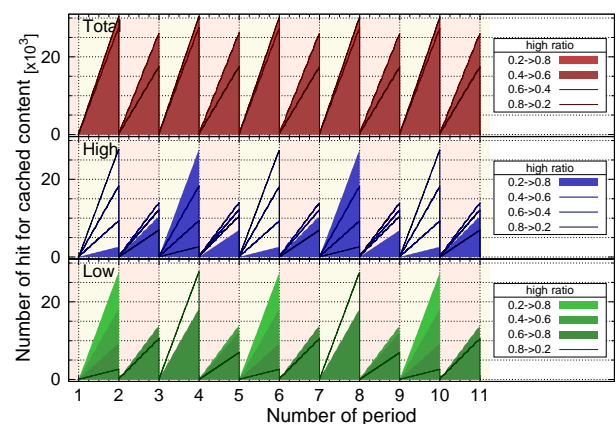 Number of hit for cached content [x10³]
Total
20
0
high ratio
0.2->0.8
0.4->0.6
0.6->0.4
0.8->0.2
High
20
0
high ratio
0.2->0.8
0.4->0.6
0.6->0.4
0.8->0.2
Low
20
0
high ratio
0.2->0.8
0.4->0.6
0.6->0.8
0.8->0.2
1 2 3 4 5 6 7 8 9 10 11
Number of period